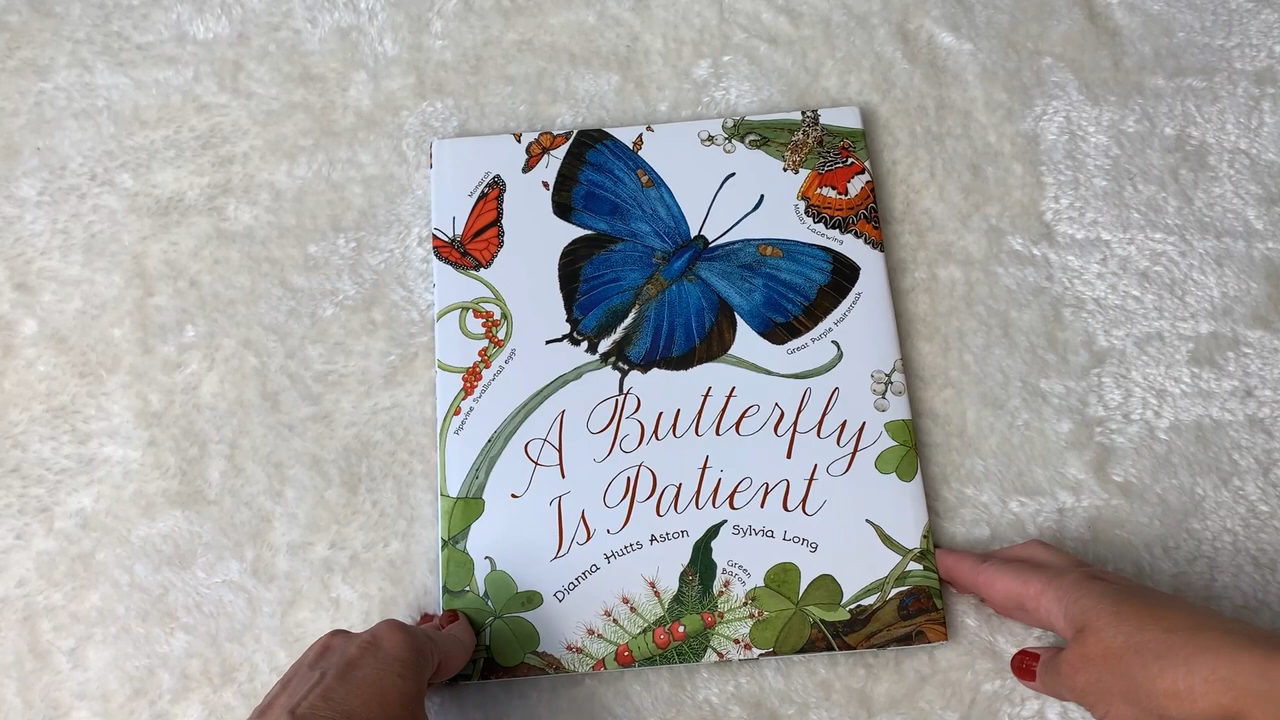 Monarch
Malay Lacewing
Great Purple Hairstreak
Pipevine Swallowtail eggs
A Butterfly
Is Patient
Dianna Hutts Aston
Sylvia Long
Green
Baron